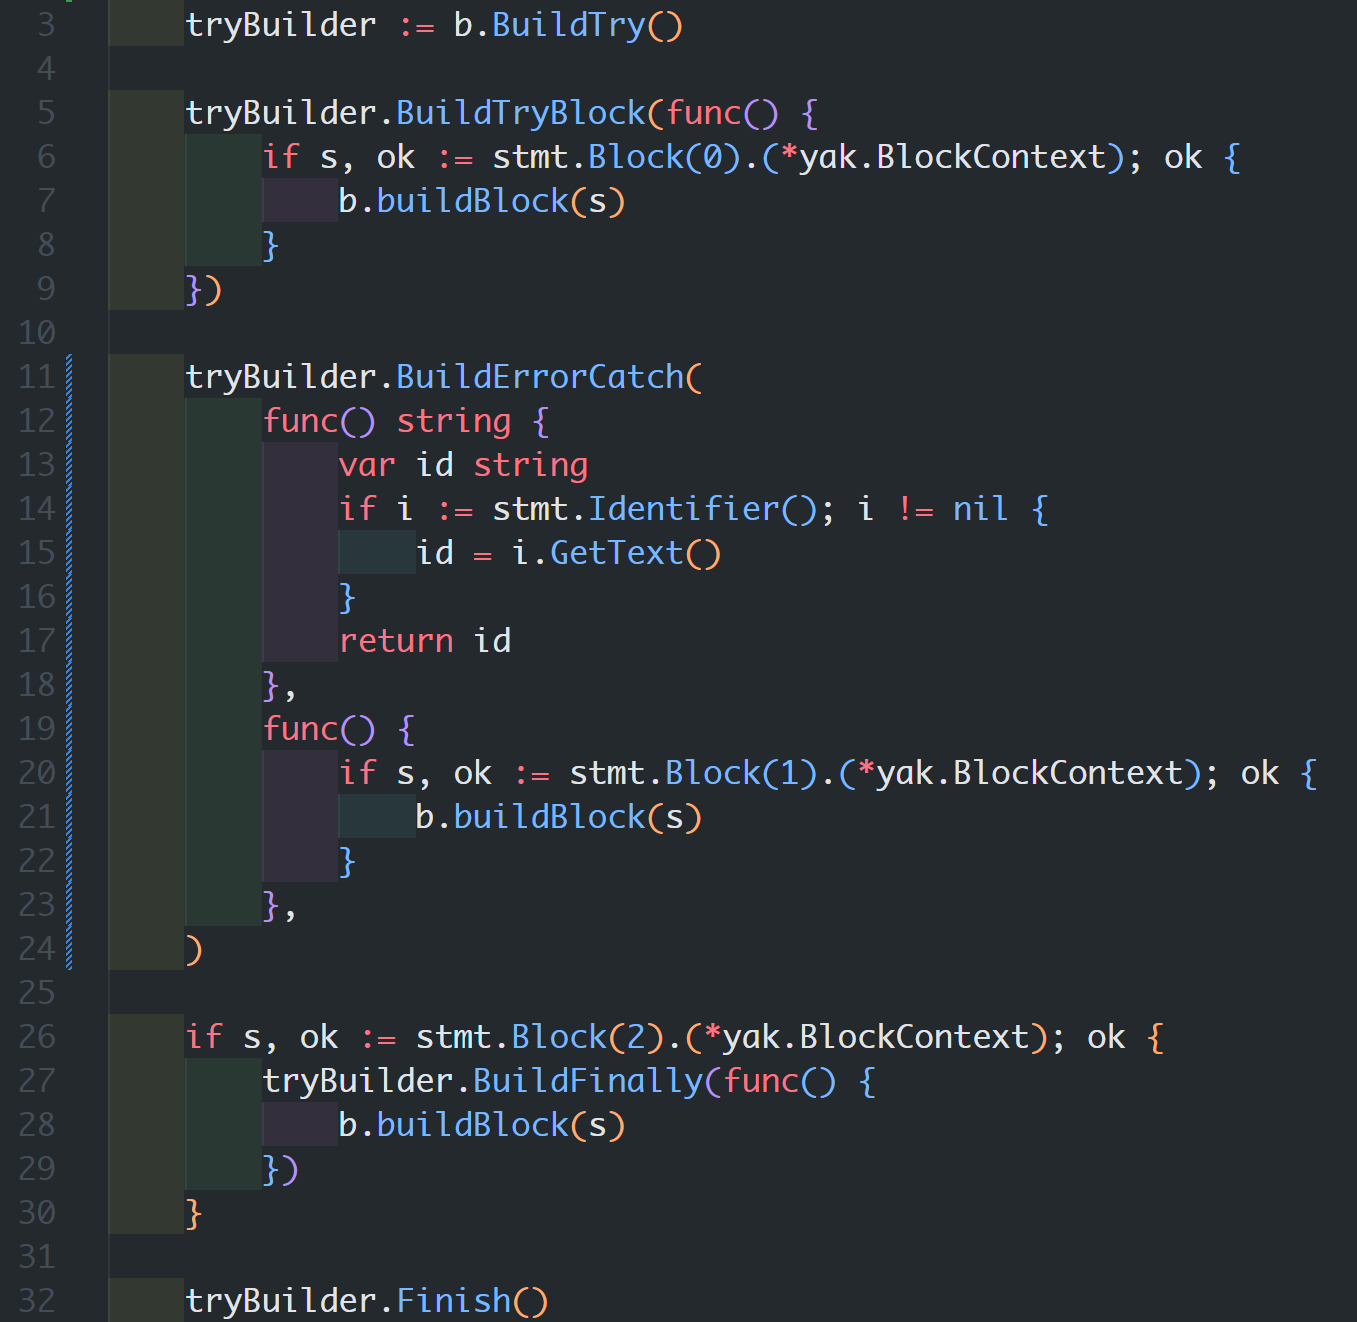 3 tryBuilder := b.BuildTry()
4
5 tryBuilder.BuildTryBlock(func() {
6 if s, ok := stmt.Block(0).(*yak.BlockContext); ok {
7 b.buildBlock(s)
8 }
9 })
10
11 tryBuilder.BuildErrorCatch(
12 func() string {
13 var id string
14 if i := stmt.Identifier(); i != nil {
15 id = i.GetText()
16 }
17 return id
18 },
19 func() {
20 if s, ok := stmt.Block(1).(*yak.BlockContext); ok {
21 b.buildBlock(s)
22 }
23 },
24 )
25
26 if s, ok := stmt.Block(2).(*yak.BlockContext); ok {
27 tryBuilder.BuildFinally(func() {
28 b.buildBlock(s)
29 })
30 }
31
32 tryBuilder.Finish()